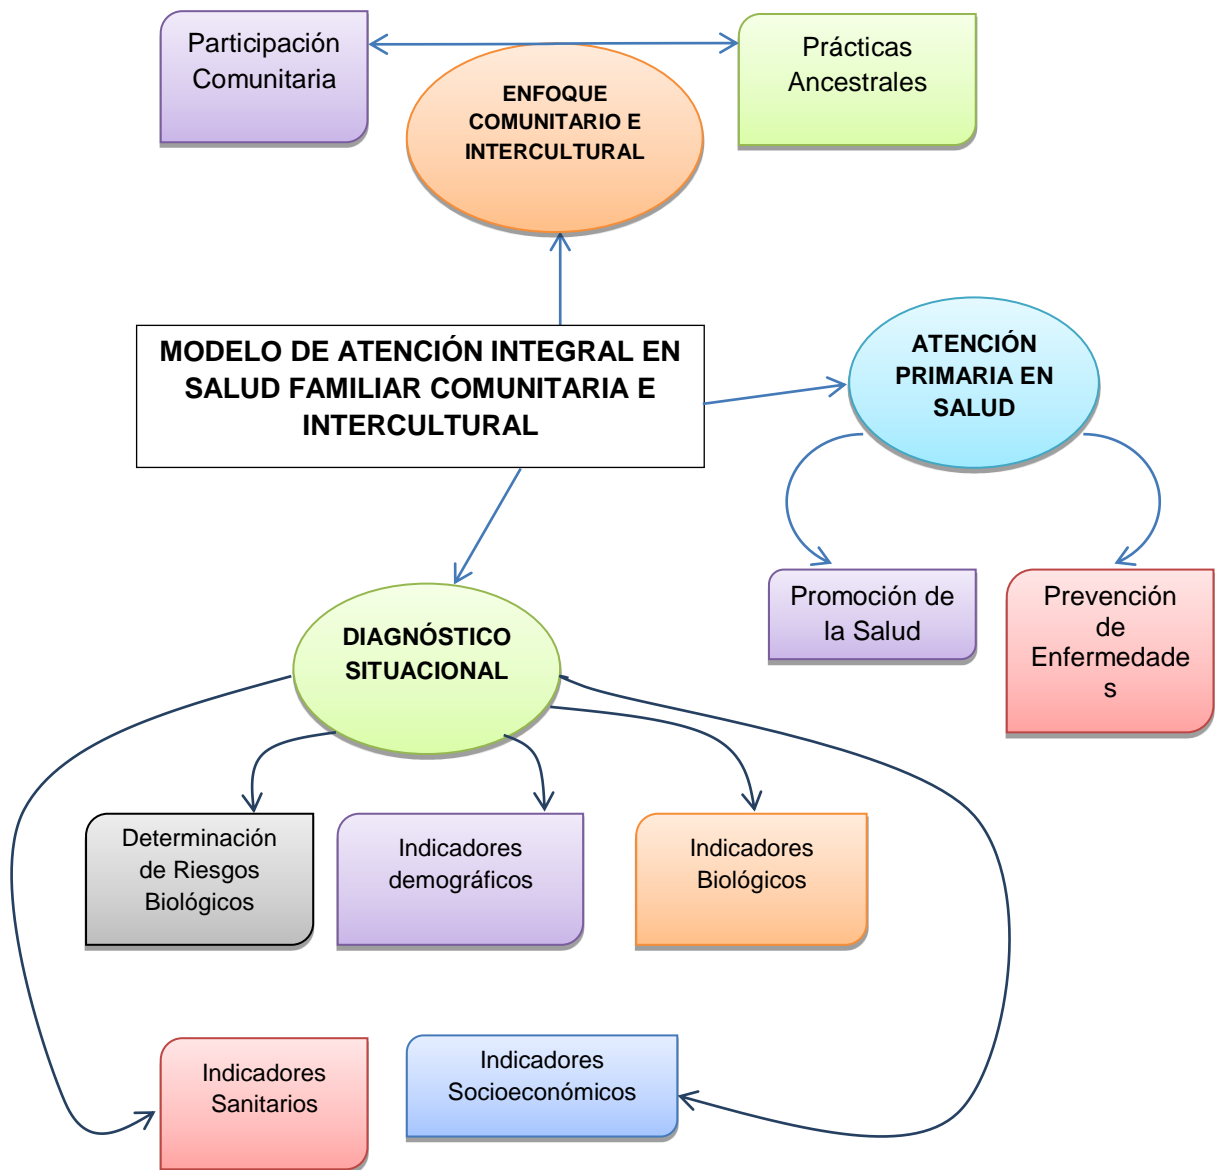 Participación
Comunitaria
Prácticas
Ancestrales
ENFOQUE
COMUNITARIO E
INTERCULTURAL
MODELO DE ATENCIÓN INTEGRAL EN
SALUD FAMILIAR COMUNITARIA E
INTERCULTURAL
ATENCIÓN
PRIMARIA EN
SALUD
Promoción de
la Salud
Prevención
de
Enfermedade
s
DIAGNÓSTICO
SITUACIONAL
Determinación
de Riesgos
Biológicos
Indicadores
demográficos
Indicadores
Biológicos
Indicadores
Sanitarios
Indicadores
Socioeconómicos